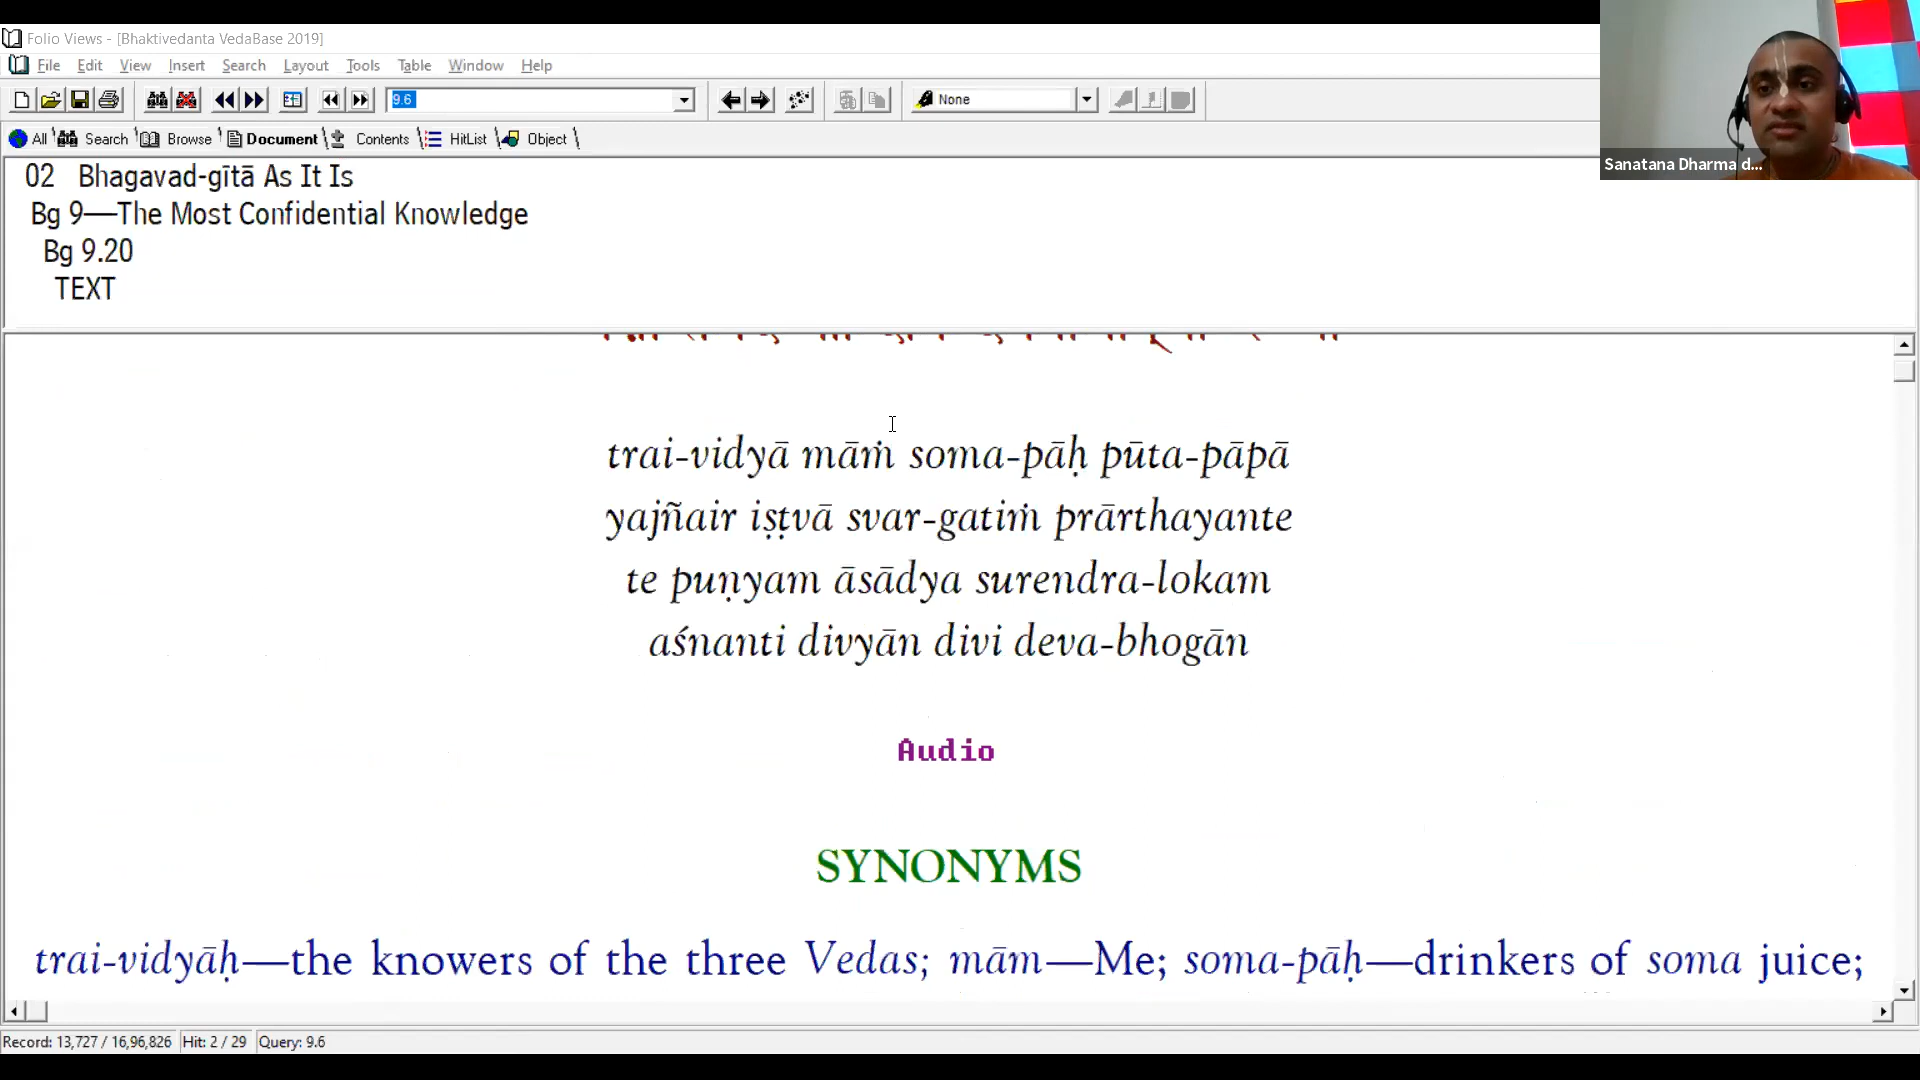 Folio Views - [Bhaktivedanta VedaBase 2019]
File Edit View Insert Search Layout Tools Table Window Help
9.6 None
All Search Browse Document Contents HitList Object
Sanatana Dharma d...
02 Bhagavad-gītā As It Is
Bg 9—The Most Confidential Knowledge
Bg 9.20
TEXT
trai-vidyā māṁ soma-pāḥ pūta-pāpā
yajñair iṣṭvā svar-gatiṁ prārthayante
te puṇyam āsādya surendra-lokam
aśnanti divyān divi deva-bhogān
Audio
SYNONYMS
trai-vidyāḥ—the knowers of the three Vedas; mām—Me; soma-pāḥ—drinkers of soma juice;
Record: 13,727 / 16,96,826 Hit: 2 / 29 Query: 9.6